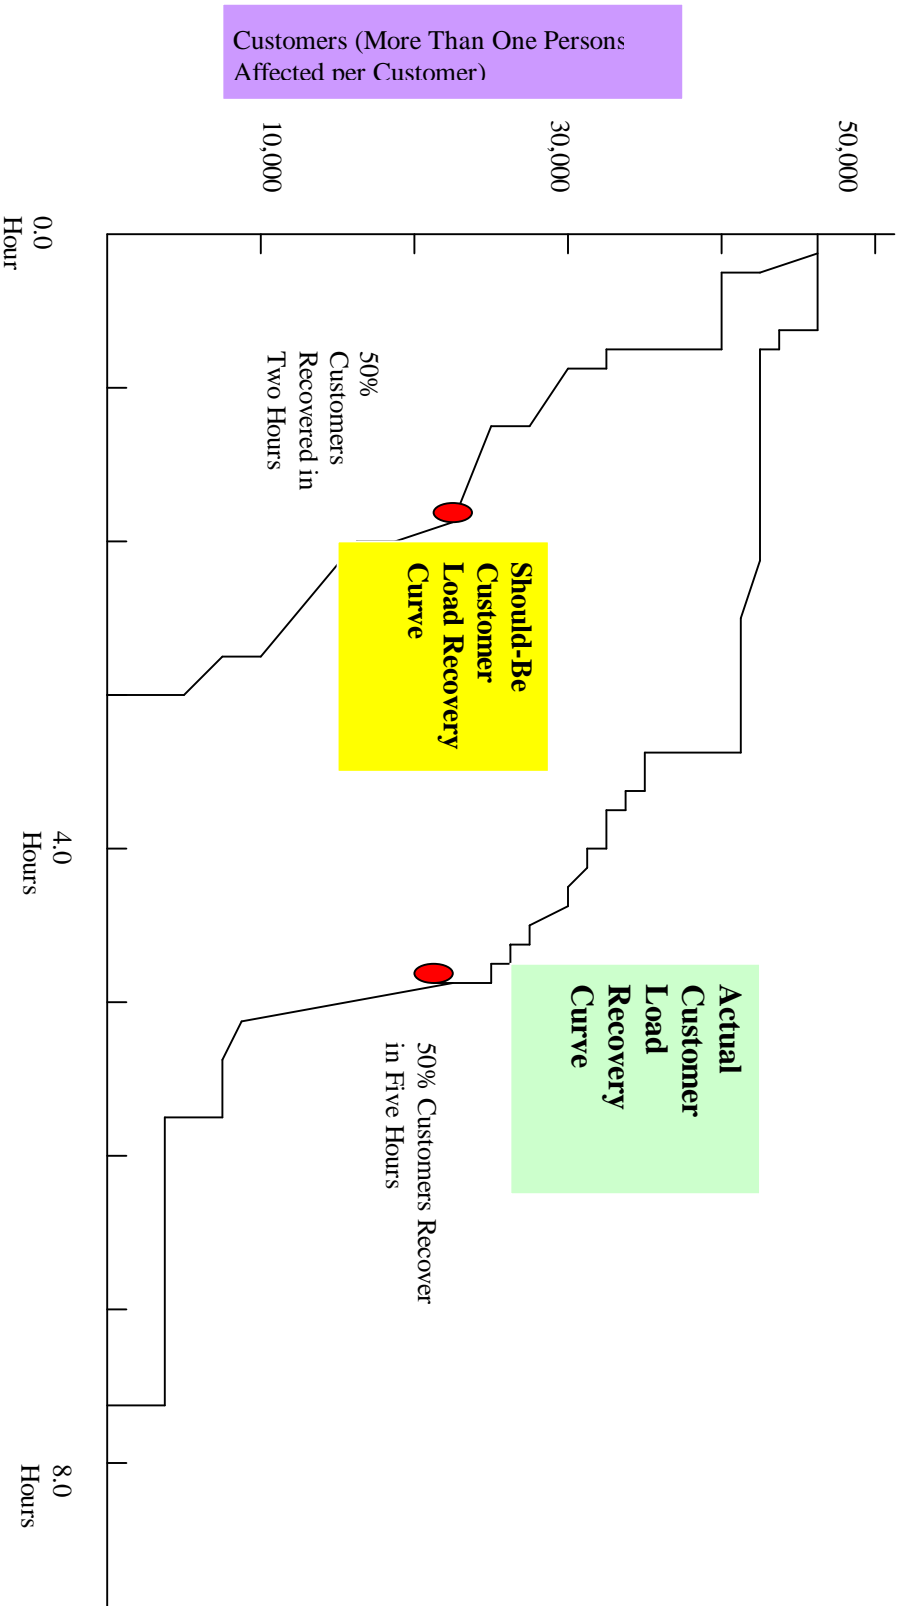 Customers (More Than One Persons
Affected per Customer)
10,000
30,000
50,000
0.0
Hour
50%
Customers
Recovered in
Two Hours
Should-Be
Customer
Load Recovery
Curve
4.0
Hours
Actual
Customer
Load
Recovery
Curve
50% Customers Recover
in Five Hours
8.0
Hours